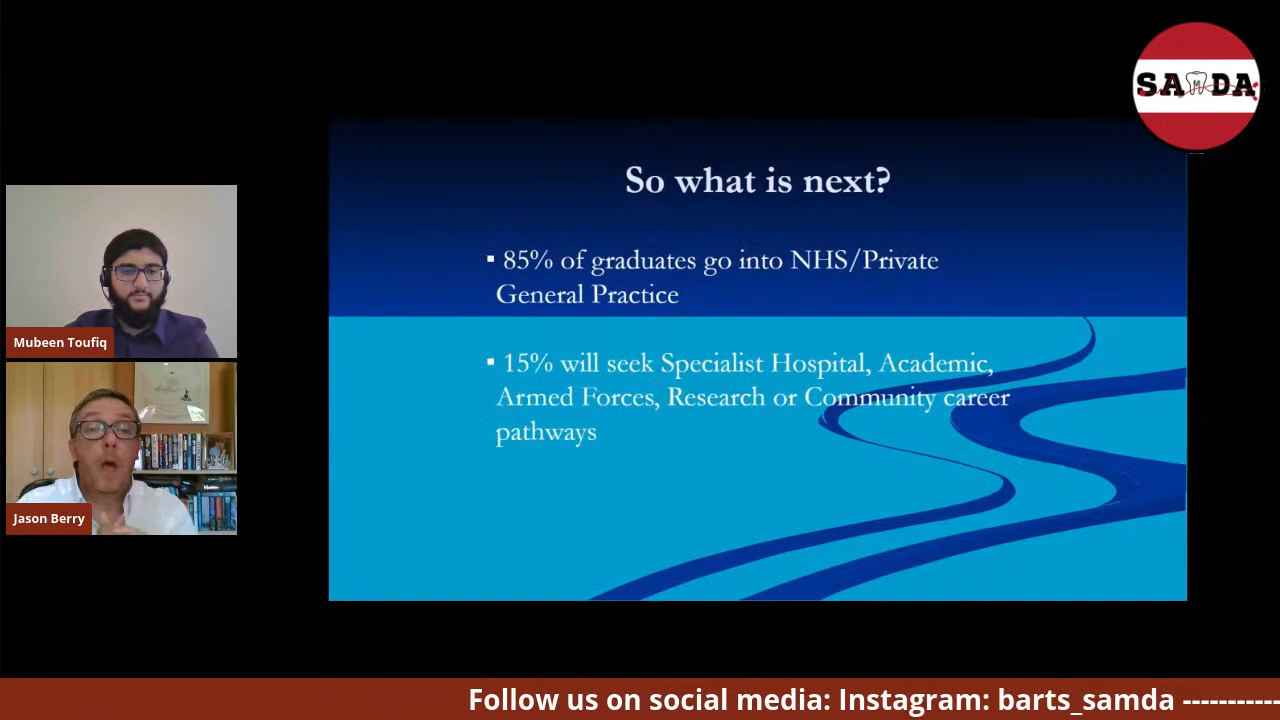 SAMDA
So what is next?
▪ 85% of graduates go into NHS/Private
General Practice
▪ 15% will seek Specialist Hospital, Academic,
Armed Forces, Research or Community career
pathways
Mubeen Toufiq
Jason Berry
Follow us on social media: Instagram: barts_samda -----------